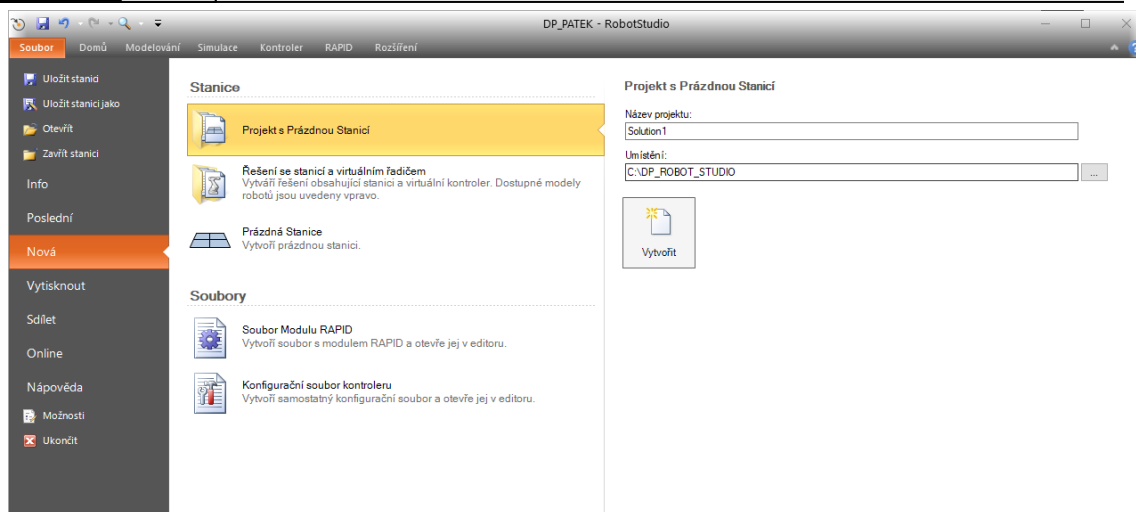 DP_PATEK - RobotStudio
Soubor Domů Modelování Simulace Kontroler RAPID Rozšíření
Uložit stanici
Uložit stanici jako
Otevřít
Zavřít stanici
Info
Poslední
Nová
Vytisknout
Sdílet
Online
Nápověda
Možnosti
Ukončit
Stanice
Projekt s Prázdnou Stanicí
Řešení se stanicí a virtuálním řadičem
Vytváří řešení obsahující stanici a virtuální kontroler. Dostupné modely
robotů jsou uvedeny vpravo.
Prázdná Stanice
Vytvoří prázdnou stanici.
Soubory
Soubor Modulu RAPID
Vytvoří soubor s modulem RAPID a otevře jej v editoru.
Konfigurační soubor kontroleru
Vytvoří samostatný konfigurační soubor a otevře jej v editoru.
Projekt s Prázdnou Stanicí
Název projektu:
Solution1
Umístění:
C:\DP_ROBOT_STUDIO
...
Vytvořit